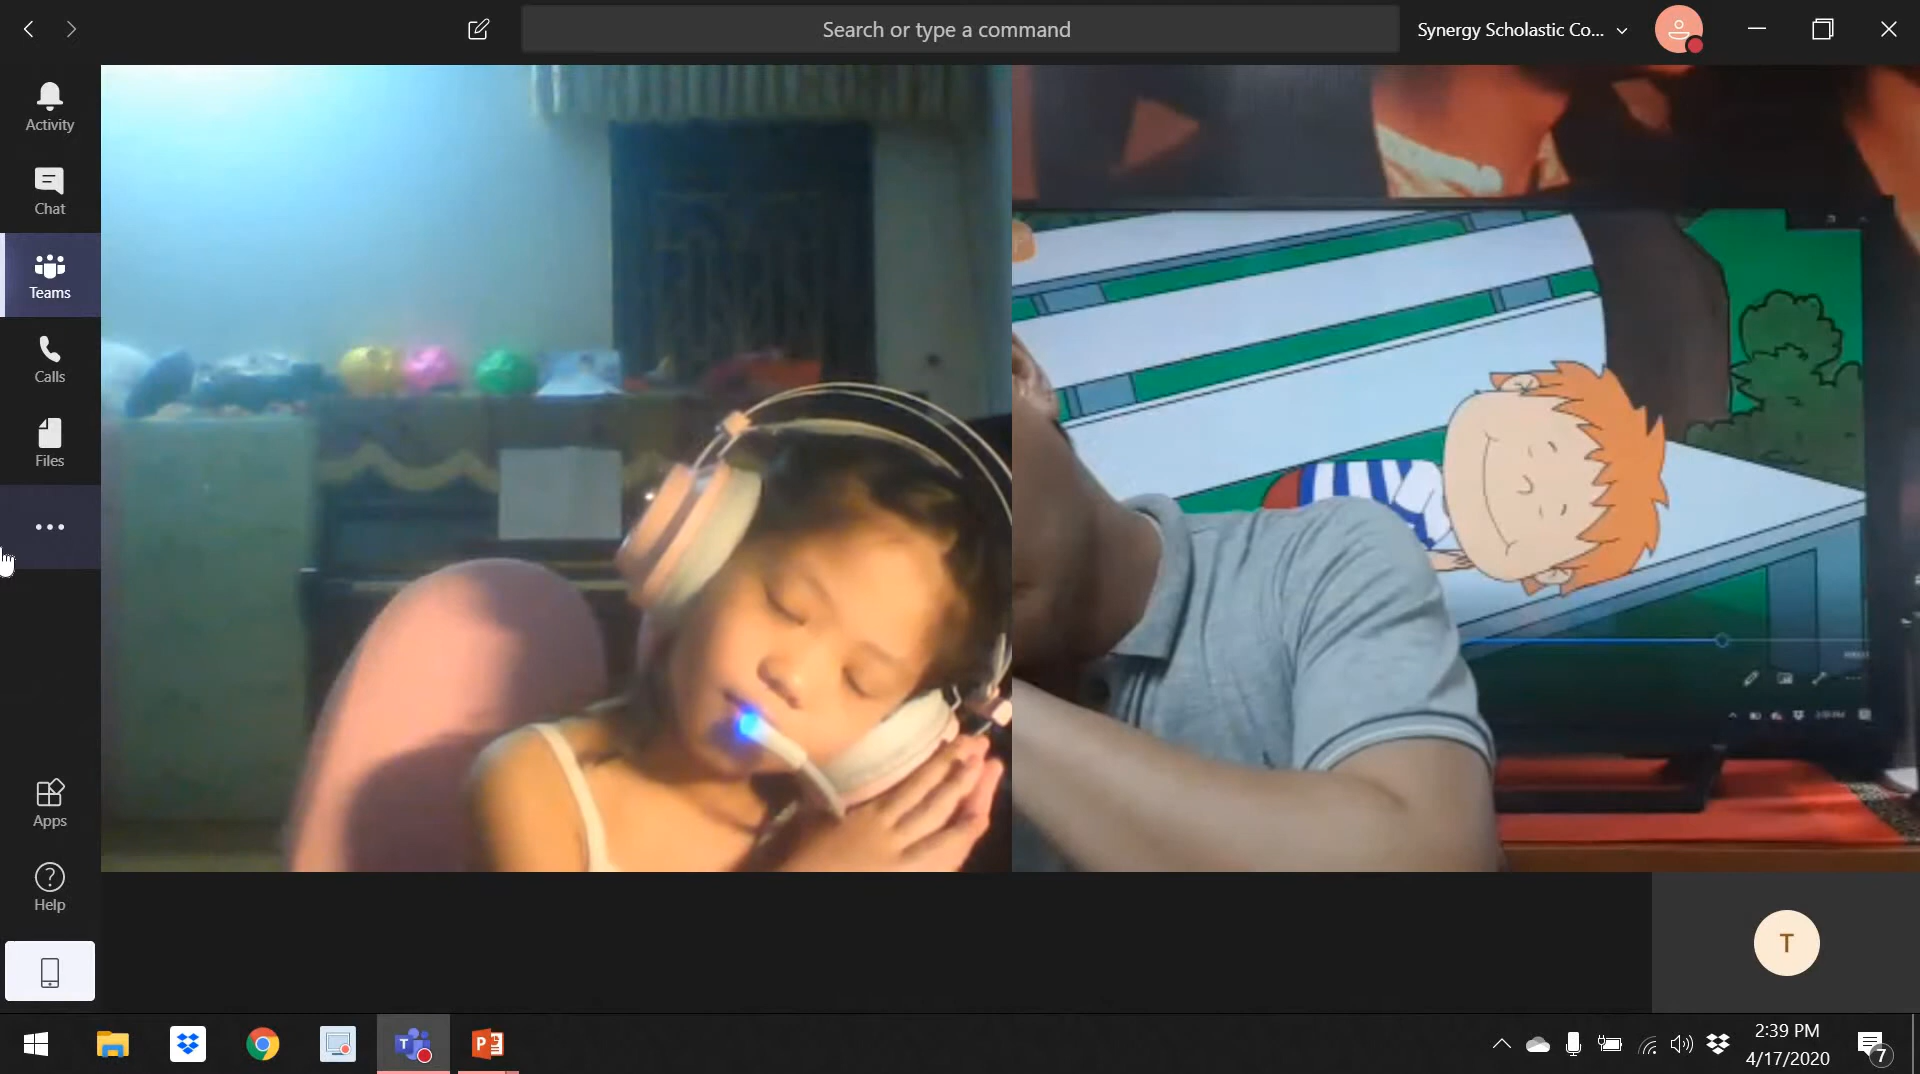 Search or type a command
Synergy Scholastic Co...
Activity
Chat
Teams
Calls
Files
Apps
Help
T
2:39 PM
4/17/2020
7